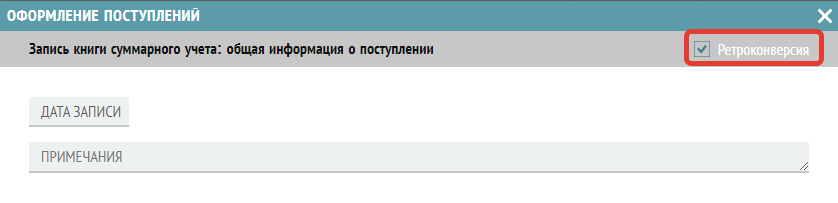 ОФОРМЛЕНИЕ ПОСТУПЛЕНИЙ
Запись книги суммарного учета: общая информация о поступлении
Ретроконверсия
ДАТА ЗАПИСИ
ПРИМЕЧАНИЯ